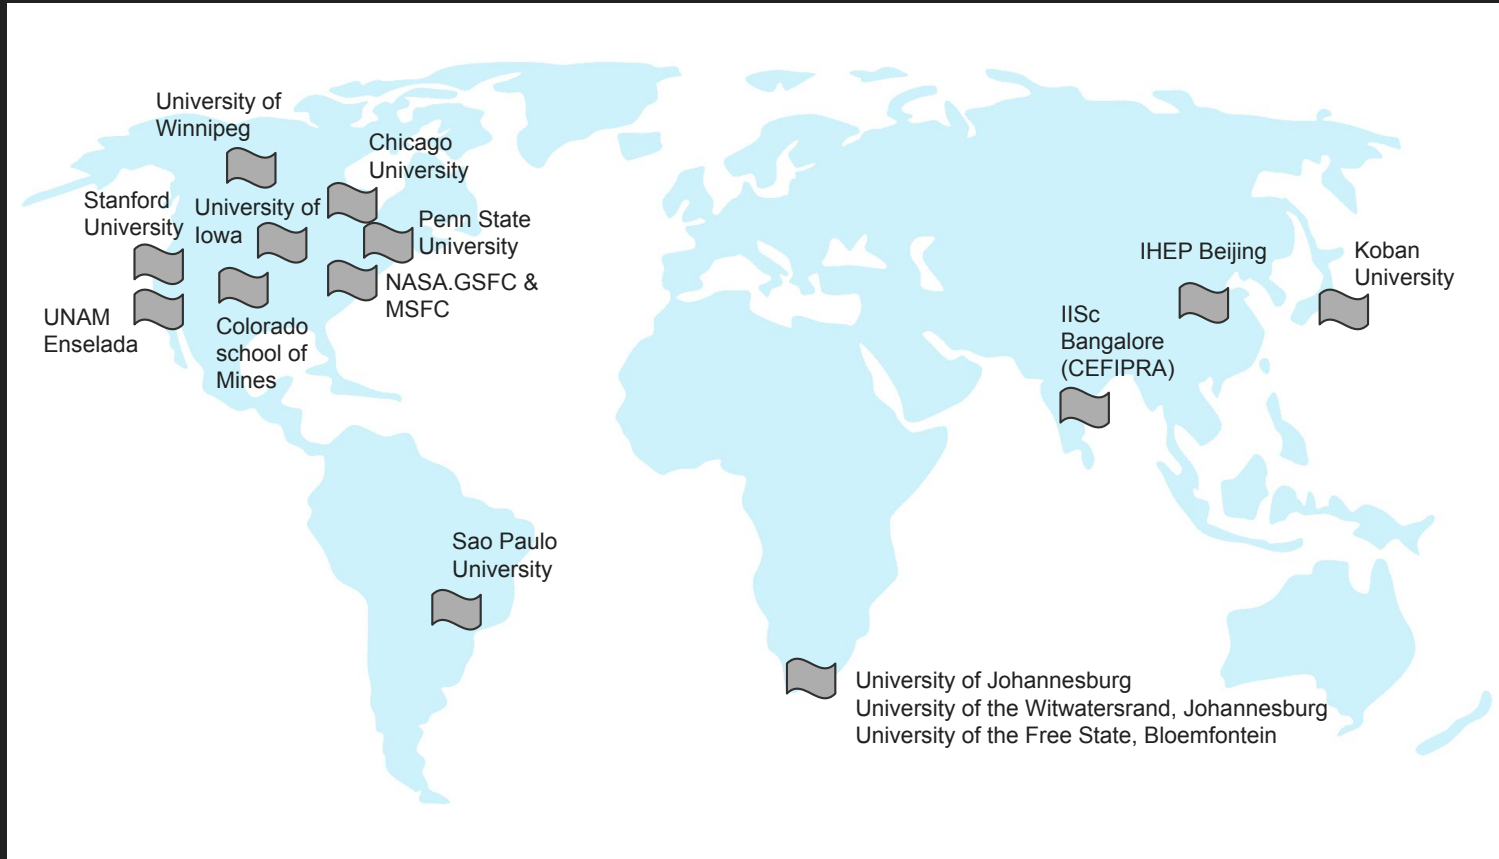 University of
Winnipeg
Chicago
University
Stanford
University
University of
Iowa
Penn State
University
NASA.GSFC &
MSFC
UNAM
Enselada
Colorado
school of
Mines
IHEP Beijing
Koban
University
IISc
Bangalore
(CEFIPRA)
Sao Paulo
University
University of Johannesburg
University of the Witwatersrand, Johannesburg
University of the Free State, Bloemfontein